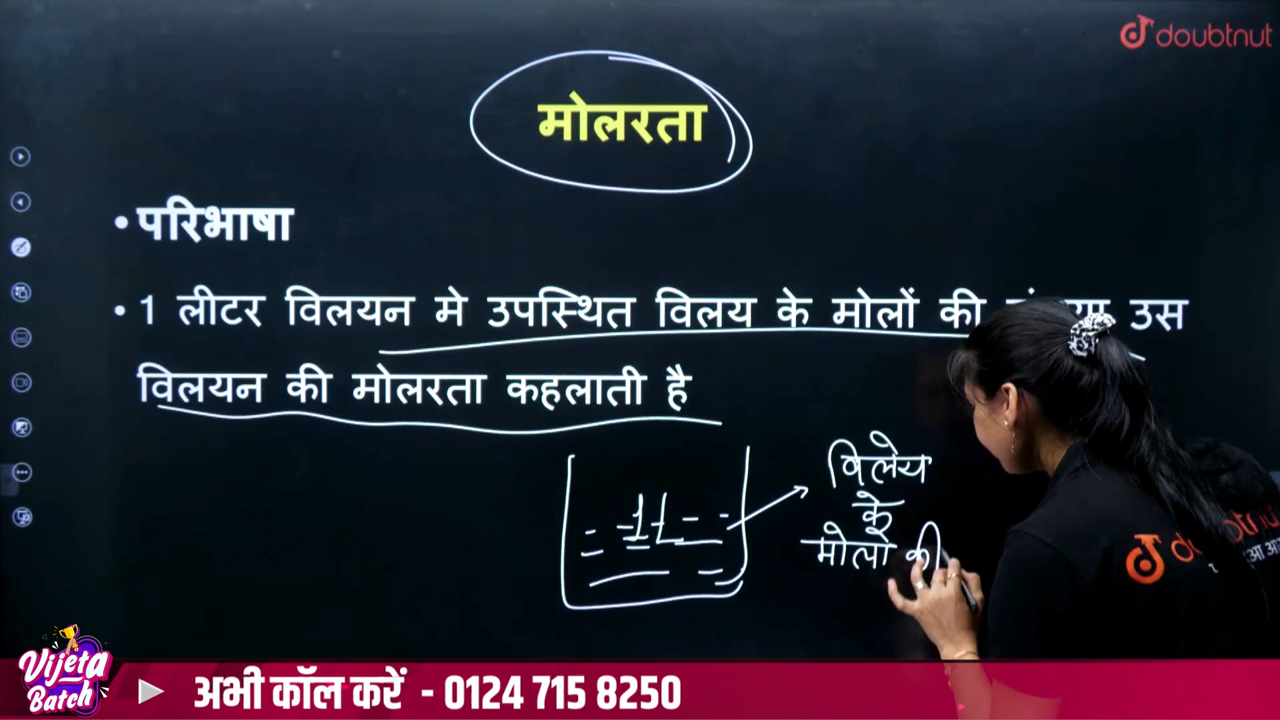 doubtnut
मोलरता
• परिभाषा
• 1 लीटर विलयन मे उपस्थित विलय के मोलों की उस
विलयन की मोलरता कहलाती है
1L
विलेय
के
मोलो की
Vijeta
Batch
अभी कॉल करें - 0124 715 8250